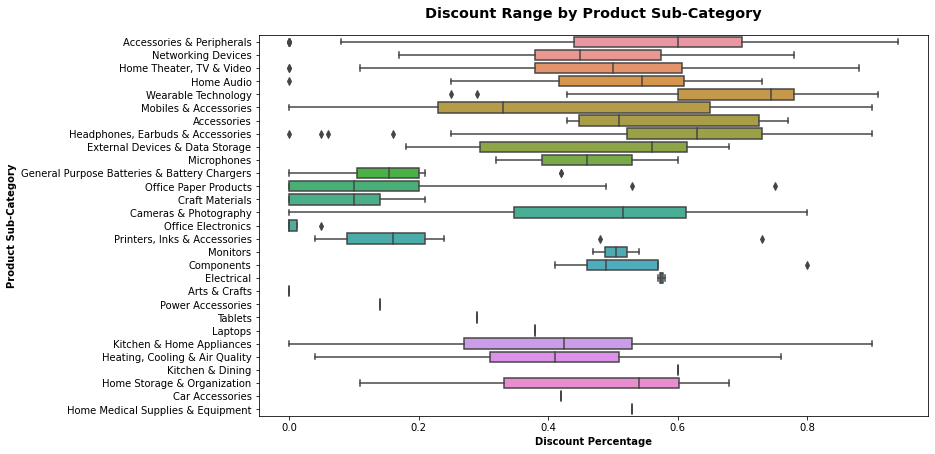 Discount Range by Product Sub-Category
Product Sub-Category
Accessories & Peripherals
Networking Devices
Home Theater, TV & Video
Home Audio
Wearable Technology
Mobiles & Accessories
Accessories
Headphones, Earbuds & Accessories
External Devices & Data Storage
Microphones
General Purpose Batteries & Battery Chargers
Office Paper Products
Craft Materials
Cameras & Photography
Office Electronics
Printers, Inks & Accessories
Monitors
Components
Electrical
Arts & Crafts
Power Accessories
Tablets
Laptops
Kitchen & Home Appliances
Heating, Cooling & Air Quality
Kitchen & Dining
Home Storage & Organization
Car Accessories
Home Medical Supplies & Equipment
0.0 0.2 0.4 0.6 0.8
Discount Percentage